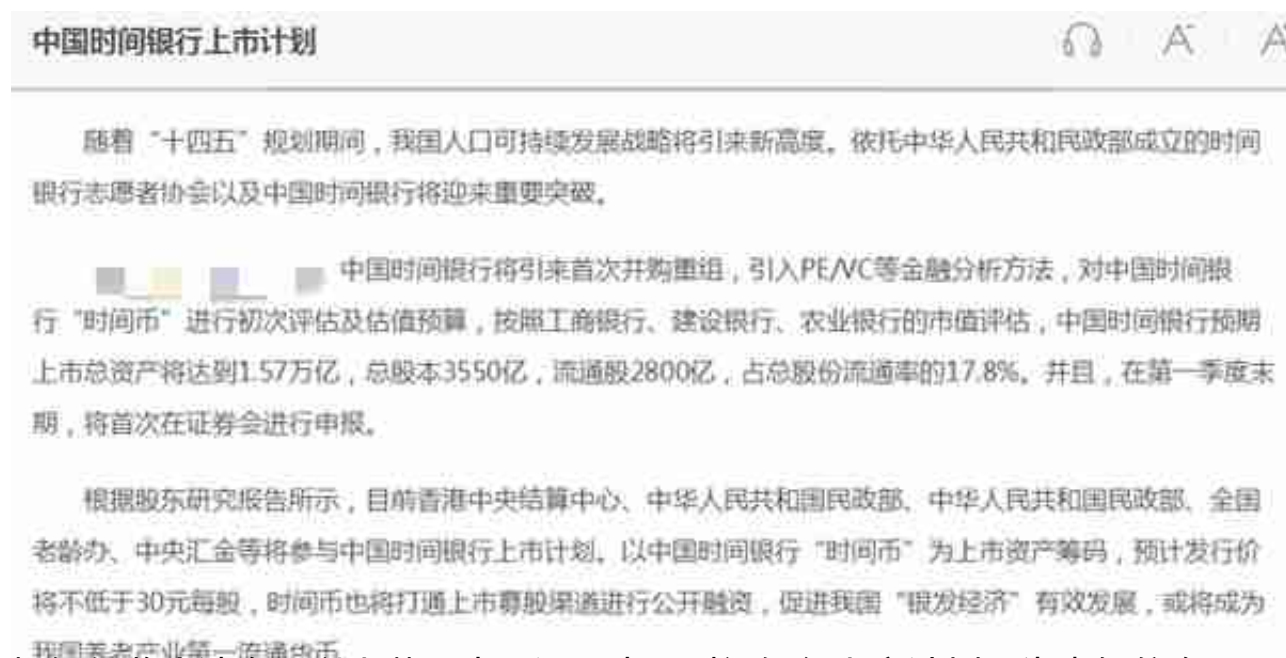 中国时间银行上市计划
随着“十四五”规划期间，我国人口可持续发展战略将引来新高度。依托中华人民共和民政部成立的时间
银行志愿者协会以及中国时间银行将迎来重要突破。
中国时间银行将引来首次并购重组，引入PE/VC等金融分析方法，对中国时间银
行“时间币”进行初次评估及估值预算，按照工商银行、建设银行、农业银行的市值评估，中国时间银行预期
上市总资产将达到1.57万亿，总股本3550亿，流通股2800亿，占总股份流通率的17.8%。并且，在第一季度末
期，将首次在证券会进行申报。
根据股东研究报告所示，目前香港中央结算中心、中华人民共和国民政部、中华人民共和国民政部、全国
老龄办、中央汇金等将参与中国时间银行上市计划。以中国时间银行“时间币”为上市资产筹码，预计发行价
将不低于30元每股，时间币也将打通上市募股渠道进行公开融资，促进我国“银发经济”有效发展，或将成为
我国养老产业第一流通货币